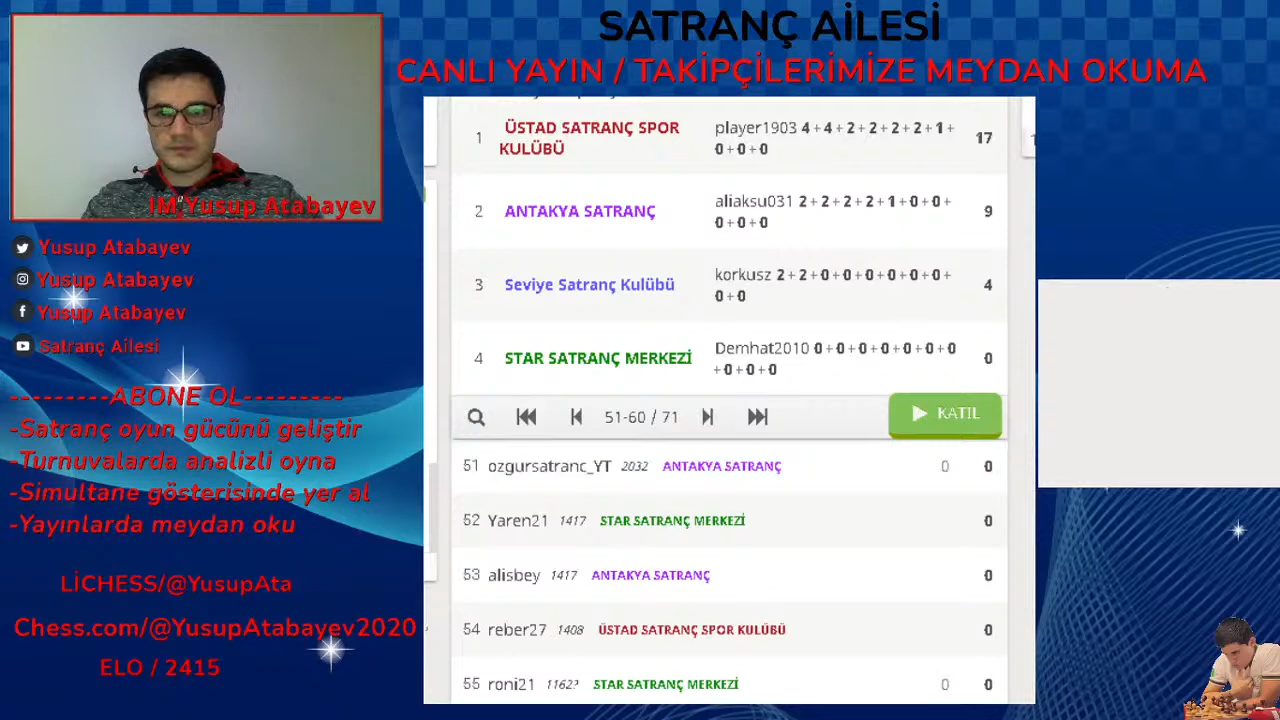 SATRANÇ AİLESİ
CANLI YAYIN / TAKİPÇİLERİMİZE MEYDAN OKUMA
IM Yusup Atabayev
Yusup Atabayev
Yusup Atabayev
Yusup Atabayev
Satranç Ailesi
---------ABONE OL---------
-Satranç oyun gücünü geliştir
-Turnuvalarda analizli oyna
-Simultane gösterisinde yer al
-Yayınlarda meydan oku
LİCHESS/@YusupAta
Chess.com/@YusupAtabayev2020
ELO / 2415
1 ÜSTAD SATRANÇ SPOR KULÜBÜ player1903 4+4+2+2+2+2+1+ 17
0+0+0
2 ANTAKYA SATRANÇ aliaksu031 2+2+2+2+1+0+0+ 9
0+0+0
3 Seviye Satranç Kulübü korkusz 2+2+0+0+0+0+0+0+ 4
0+0
4 STAR SATRANÇ MERKEZİ Demhat2010 0+0+0+0+0+0+0 0
+0+0+0
51-60 / 71 KATIL
51 ozgursatranc_YT 2032 ANTAKYA SATRANÇ 0 0
52 Yaren21 1417 STAR SATRANÇ MERKEZİ 0
53 alisbey 1417 ANTAKYA SATRANÇ 0
54 reber27 1408 ÜSTAD SATRANÇ SPOR KULÜBÜ 0
55 roni21 1162? STAR SATRANÇ MERKEZİ 0 0